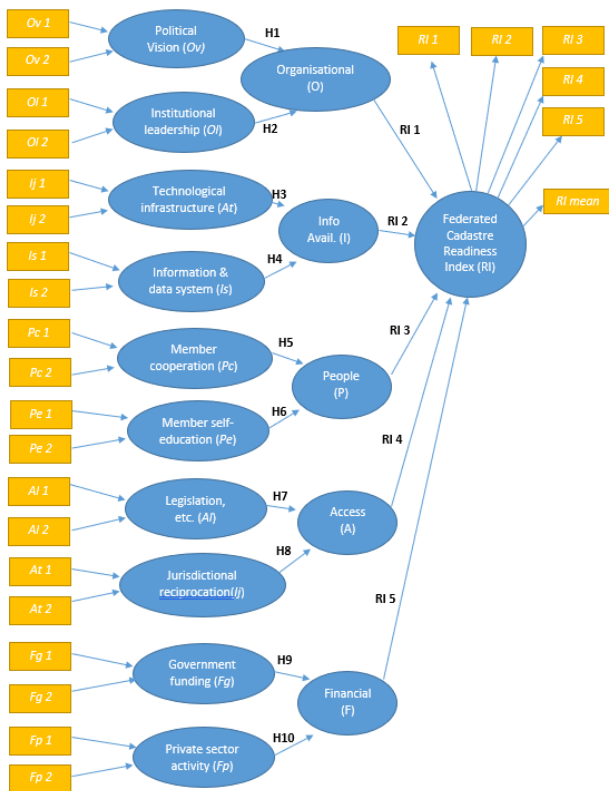 Ov 1
Ov 2
Political
Vision (Ov)
H1
Organisational
(O)
Ol 1
Ol 2
Institutional
leadership (Ol)
H2
RI 1
RI 1
RI 2
RI 3
RI 4
RI 5
RI mean
Ij 1
Ij 2
Technological
infrastructure (At)
H3
Info
Avail. (I)
RI 2
Federated
Cadastre
Readiness
Index (RI)
Is 1
Is 2
Information &
data system (Is)
H4
Pc 1
Pc 2
Member
cooperation (Pc)
H5
People
(P)
RI 3
Pe 1
Pe 2
Member self-
education (Pe)
H6
RI 4
Al 1
Al 2
Legislation,
etc. (Al)
H7
Access
(A)
At 1
At 2
Jurisdictional
reciprocation(Ij)
H8
RI 5
Fg 1
Fg 2
Government
funding (Fg)
H9
Financial
(F)
Fp 1
Fp 2
Private sector
activity (Fp)
H10